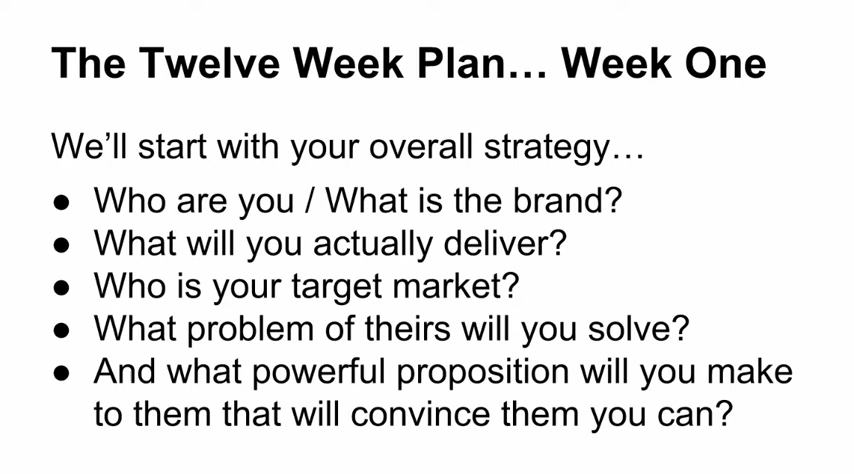 The Twelve Week Plan… Week One
We’ll start with your overall strategy…
● Who are you / What is the brand?
● What will you actually deliver?
● Who is your target market?
● What problem of theirs will you solve?
● And what powerful proposition will you make
to them that will convince them you can?